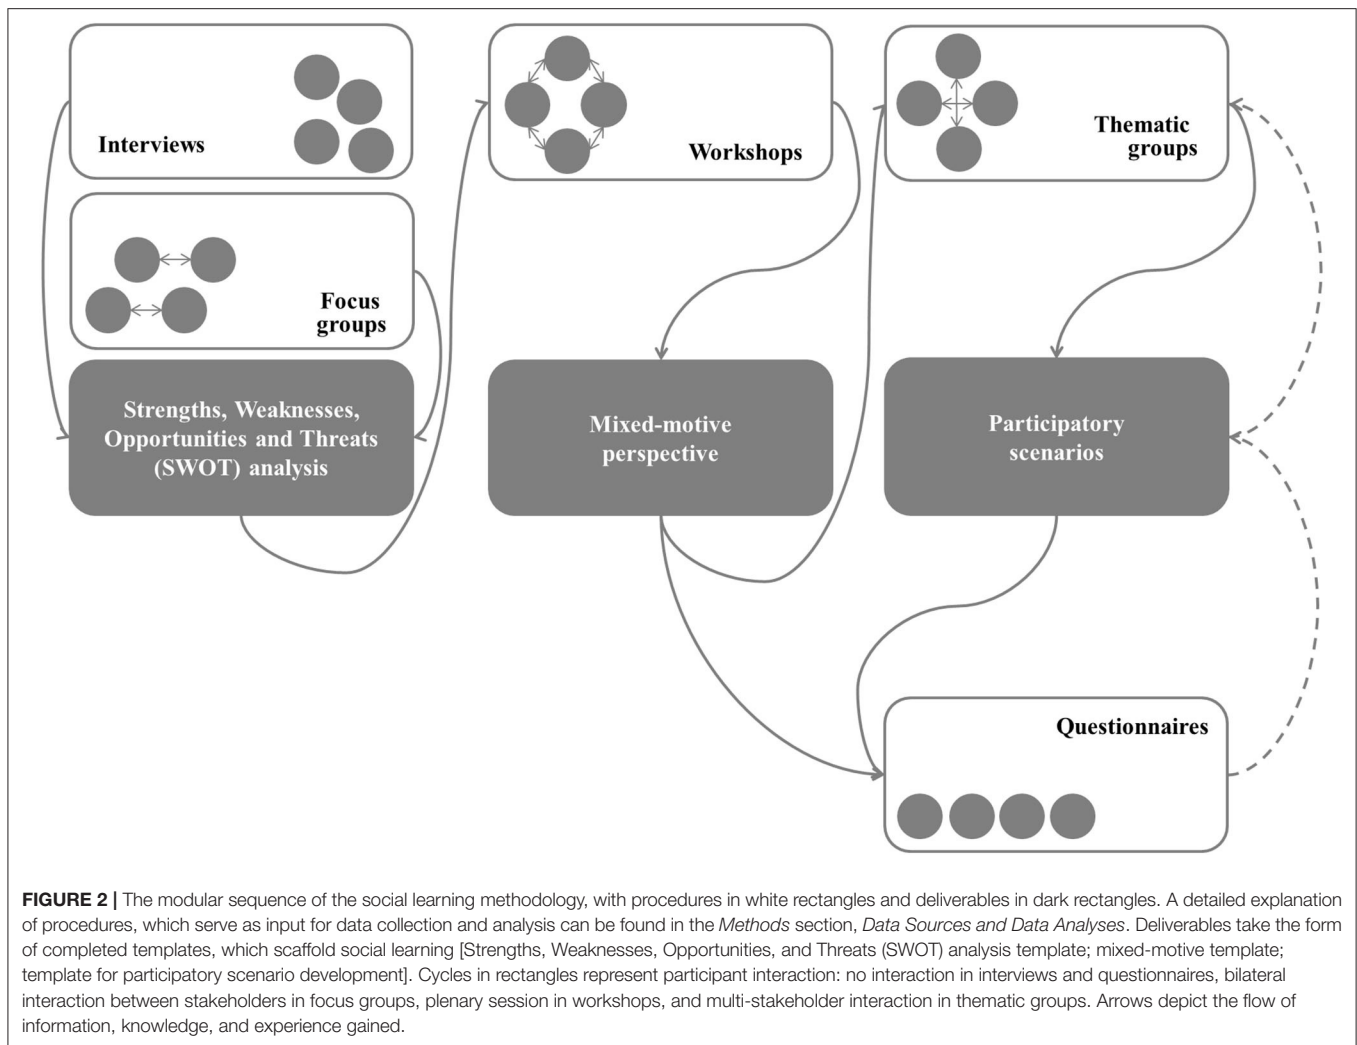 Interviews
Focus
groups
Strengths, Weaknesses,
Opportunities and Threats
(SWOT) analysis
Workshops
Mixed-motive
perspective
Thematic
groups
Participatory
scenarios
Questionnaires
FIGURE 2 | The modular sequence of the social learning methodology, with procedures in white rectangles and deliverables in dark rectangles. A detailed explanation
of procedures, which serve as input for data collection and analysis can be found in the Methods section, Data Sources and Data Analyses. Deliverables take the form
of completed templates, which scaffold social learning [Strengths, Weaknesses, Opportunities, and Threats (SWOT) analysis template; mixed-motive template;
template for participatory scenario development]. Cycles in rectangles represent participant interaction: no interaction in interviews and questionnaires, bilateral
interaction between stakeholders in focus groups, plenary session in workshops, and multi-stakeholder interaction in thematic groups. Arrows depict the flow of
information, knowledge, and experience gained.